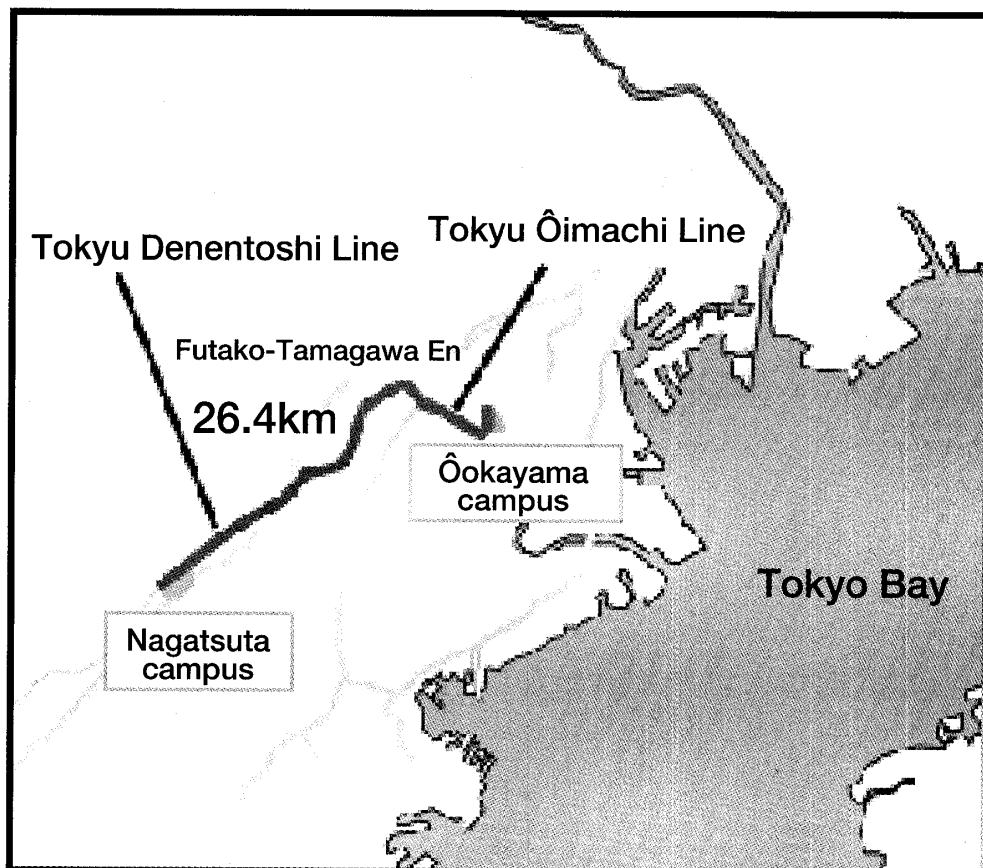 Tokyu Denentoshi Line
Tokyu Ôimachi Line
Futako-Tamagawa En
26.4km
Ôokayama
campus
Tokyo Bay
Nagatsuta
campus